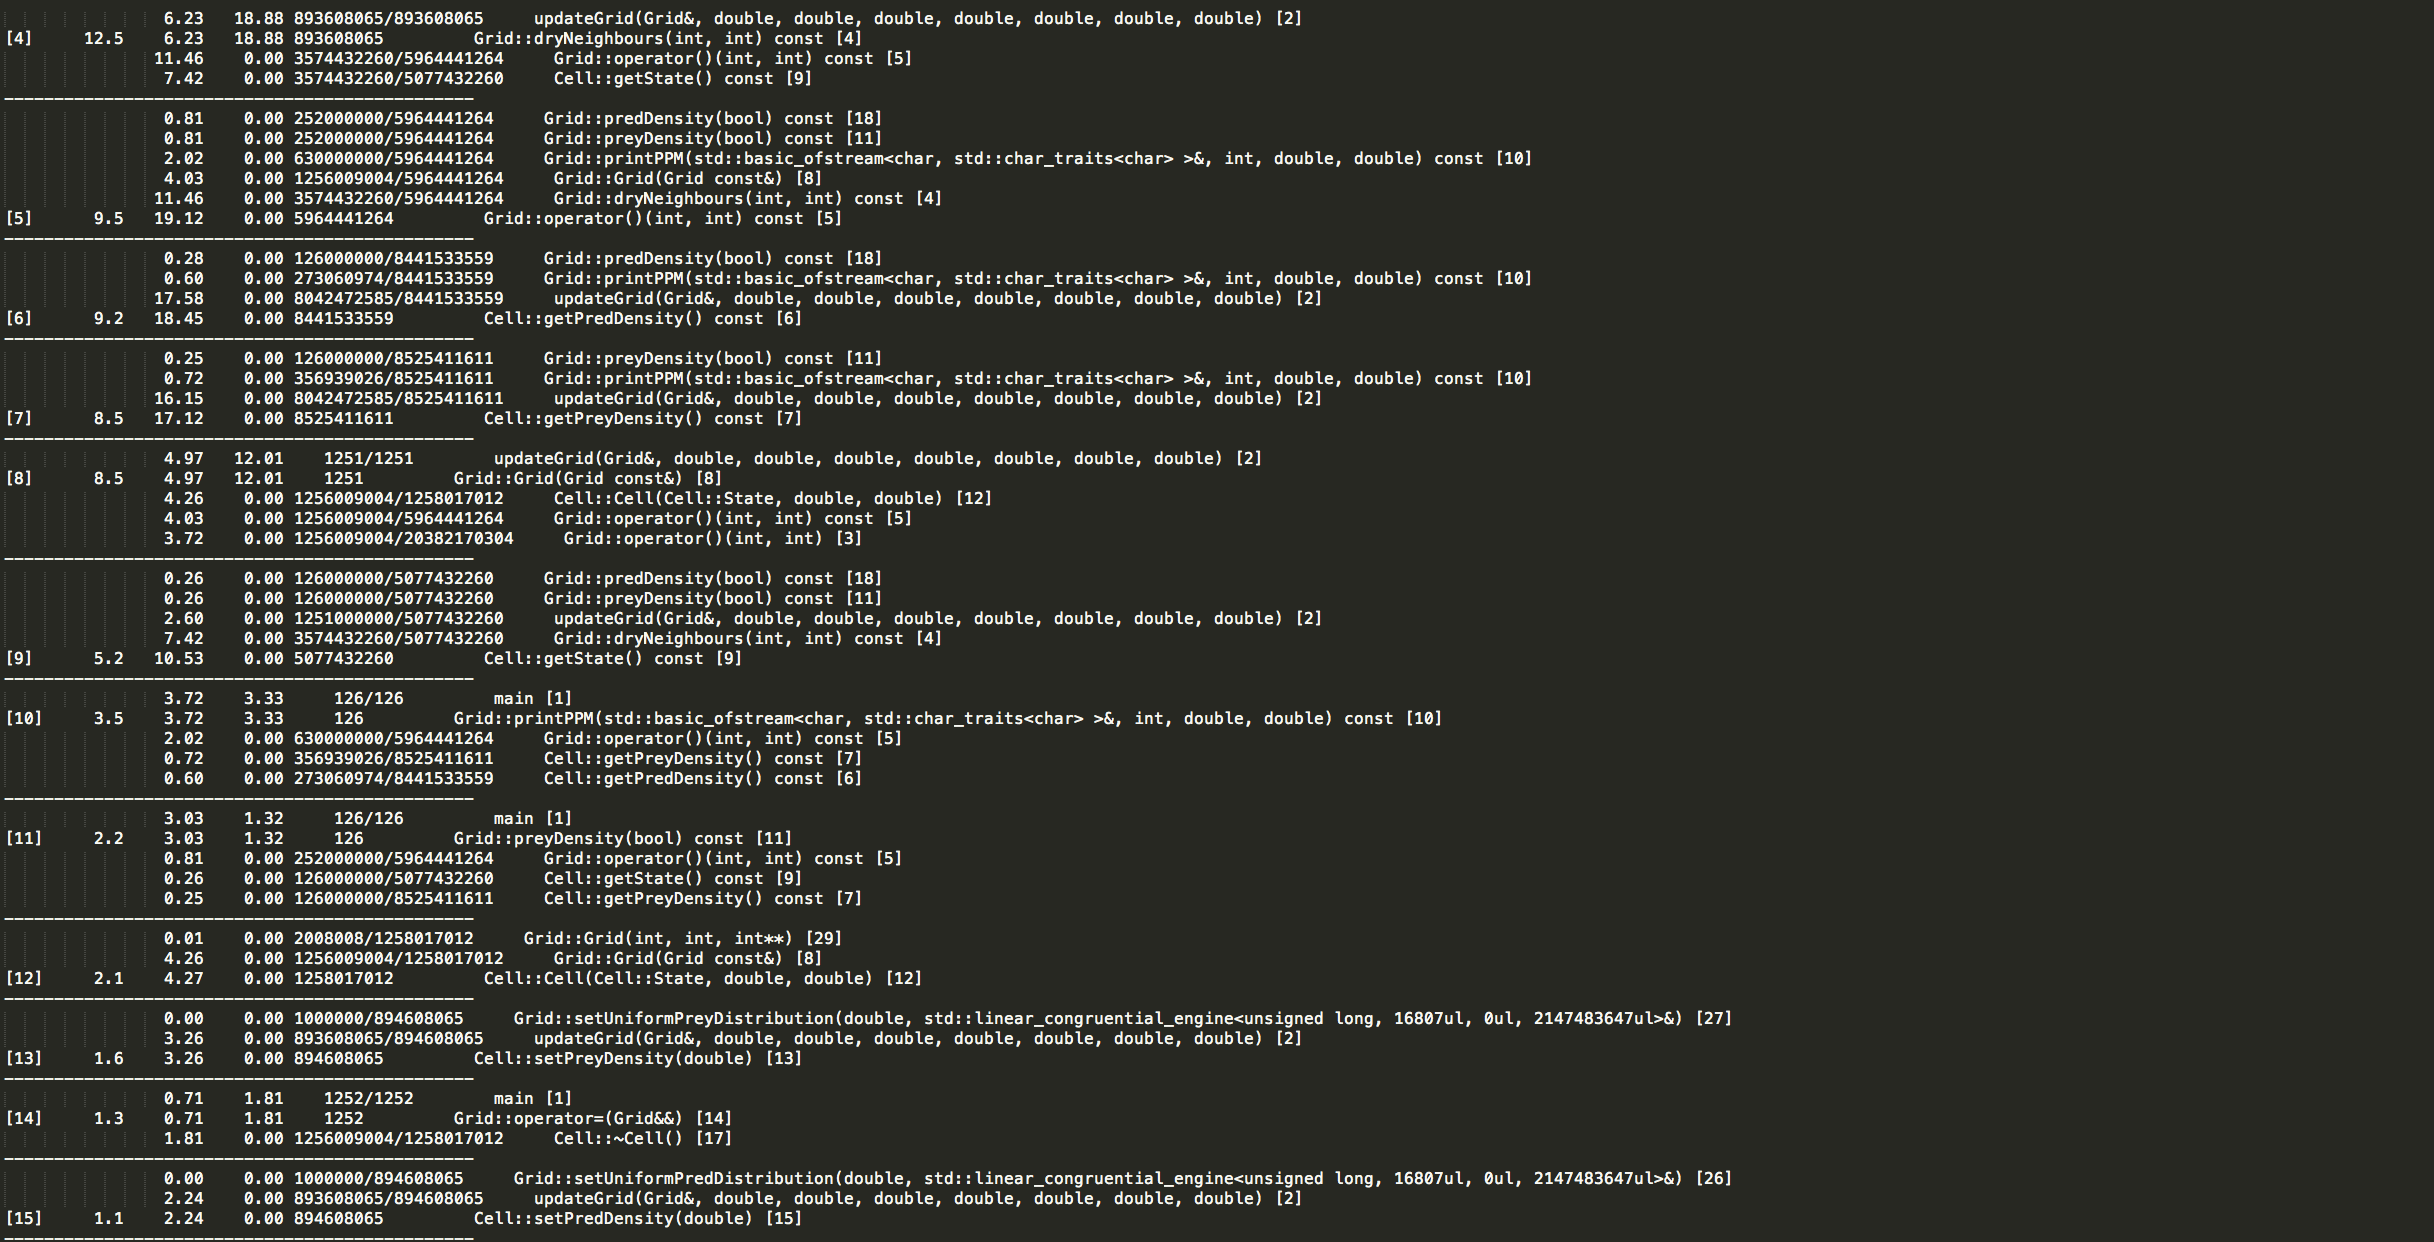 6.23 18.88 893608065/893608065 updateGrid(Grid&, double, double, double, double, double, double, double) [2]
[4] 12.5 6.23 18.88 893608065 Grid::dryNeighbours(int, int) const [4]
11.46 0.00 3574432260/5964441264 Grid::operator()(int, int) const [5]
7.42 0.00 3574432260/5077432260 Cell::getState() const [9]
-----------------------------------------------
0.81 0.00 252000000/5964441264 Grid::predDensity(bool) const [18]
0.81 0.00 252000000/5964441264 Grid::preyDensity(bool) const [11]
2.02 0.00 630000000/5964441264 Grid::printPPM(std::basic_ofstream<char, std::char_traits<char> >&, int, double, double) const [10]
4.03 0.00 1256009004/5964441264 Grid::Grid(Grid const&) [8]
11.46 0.00 3574432260/5964441264 Grid::dryNeighbours(int, int) const [4]
[5] 9.5 19.12 0.00 5964441264 Grid::operator()(int, int) const [5]
-----------------------------------------------
0.28 0.00 126000000/8441533559 Grid::predDensity(bool) const [18]
0.60 0.00 273060974/8441533559 Grid::printPPM(std::basic_ofstream<char, std::char_traits<char> >&, int, double, double) const [10]
17.58 0.00 8042472585/8441533559 updateGrid(Grid&, double, double, double, double, double, double, double) [2]
[6] 9.2 18.45 0.00 8441533559 Cell::getPredDensity() const [6]
-----------------------------------------------
0.25 0.00 126000000/8525411611 Grid::preyDensity(bool) const [11]
0.72 0.00 356939026/8525411611 Grid::printPPM(std::basic_ofstream<char, std::char_traits<char> >&, int, double, double) const [10]
16.15 0.00 8042472585/8525411611 updateGrid(Grid&, double, double, double, double, double, double, double) [2]
[7] 8.5 17.12 0.00 8525411611 Cell::getPreyDensity() const [7]
-----------------------------------------------
4.97 12.01 1251/1251 updateGrid(Grid&, double, double, double, double, double, double, double) [2]
[8] 8.5 4.97 12.01 1251 Grid::Grid(Grid const&) [8]
4.26 0.00 1256009004/1258017012 Cell::Cell(Cell::State, double, double) [12]
4.03 0.00 1256009004/5964441264 Grid::operator()(int, int) const [5]
3.72 0.00 1256009004/20382170304 Grid::operator()(int, int) [3]
-----------------------------------------------
0.26 0.00 126000000/5077432260 Grid::predDensity(bool) const [18]
0.26 0.00 126000000/5077432260 Grid::preyDensity(bool) const [11]
2.60 0.00 1251000000/5077432260 updateGrid(Grid&, double, double, double, double, double, double, double) [2]
7.42 0.00 3574432260/5077432260 Grid::dryNeighbours(int, int) const [4]
[9] 5.2 10.53 0.00 5077432260 Cell::getState() const [9]
-----------------------------------------------
3.72 3.33 126/126 main [1]
[10] 3.5 3.72 3.33 126 Grid::printPPM(std::basic_ofstream<char, std::char_traits<char> >&, int, double, double) const [10]
2.02 0.00 630000000/5964441264 Grid::operator()(int, int) const [5]
0.72 0.00 356939026/8525411611 Cell::getPreyDensity() const [7]
0.60 0.00 273060974/8441533559 Cell::getPredDensity() const [6]
-----------------------------------------------
3.03 1.32 126/126 main [1]
[11] 2.2 3.03 1.32 126 Grid::preyDensity(bool) const [11]
0.81 0.00 252000000/5964441264 Grid::operator()(int, int) const [5]
0.26 0.00 126000000/5077432260 Cell::getState() const [9]
0.25 0.00 126000000/8525411611 Cell::getPreyDensity() const [7]
-----------------------------------------------
0.01 0.00 2008008/1258017012 Grid::Grid(int, int, int**) [29]
4.26 0.00 1256009004/1258017012 Grid::Grid(Grid const&) [8]
[12] 2.1 4.27 0.00 1258017012 Cell::Cell(Cell::State, double, double) [12]
-----------------------------------------------
0.00 0.00 1000000/894608065 Grid::setUniformPreyDistribution(double, std::linear_congruential_engine<unsigned long, 16807ul, 0ul, 2147483647ul>&) [27]
3.26 0.00 893608065/894608065 updateGrid(Grid&, double, double, double, double, double, double, double) [2]
[13] 1.6 3.26 0.00 894608065 Cell::setPreyDensity(double) [13]
-----------------------------------------------
0.71 1.81 1252/1252 main [1]
[14] 1.3 0.71 1.81 1252 Grid::operator=(Grid&&) [14]
1.81 0.00 1256009004/1258017012 Cell::~Cell() [17]
-----------------------------------------------
0.00 0.00 1000000/894608065 Grid::setUniformPredDistribution(double, std::linear_congruential_engine<unsigned long, 16807ul, 0ul, 2147483647ul>&) [26]
2.24 0.00 893608065/894608065 updateGrid(Grid&, double, double, double, double, double, double, double) [2]
[15] 1.1 2.24 0.00 894608065 Cell::setPredDensity(double) [15]
-----------------------------------------------